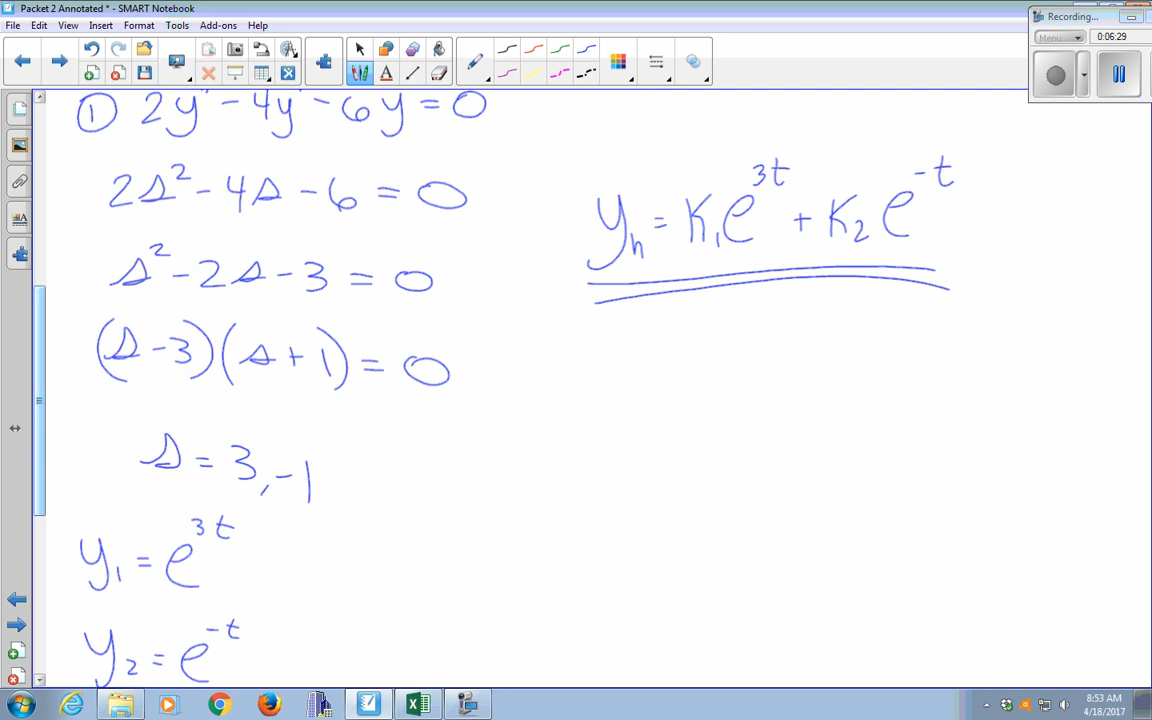 Packet 2 Annotated * - SMART Notebook
File Edit View Insert Format Tools Add-ons Help
Recording...
Menu
0:06:29
① 2y" - 4y' - 6y = 0
2s² - 4s - 6 = 0
s² - 2s - 3 = 0
(s - 3)(s + 1) = 0
s = 3, -1
y₁ = e^3t
y₂ = e^-t
yₕ = K₁e^3t + K₂e^-t
8:53 AM
4/18/2017